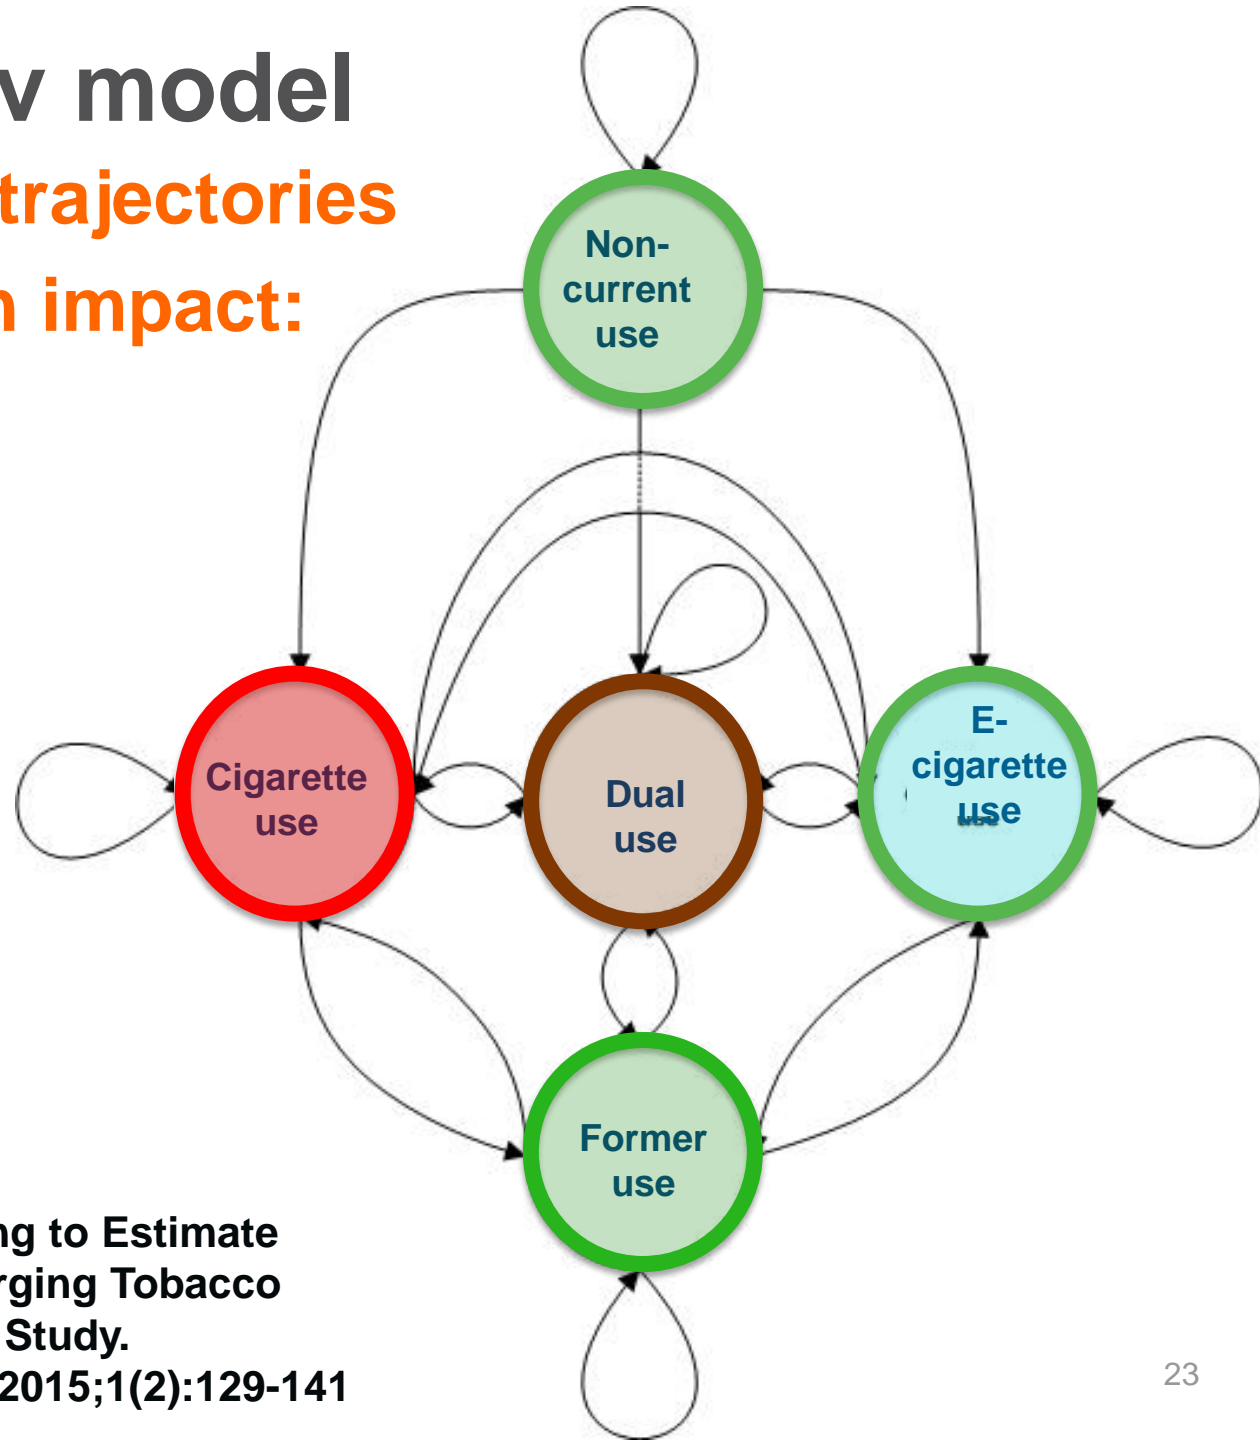 v model
trajectories
n impact:
Non-
current
use
Cigarette
use
Dual
use
E-
cigarette
use
Former
use
ng to Estimate
rging Tobacco
Study.
2015;1(2):129-141
23